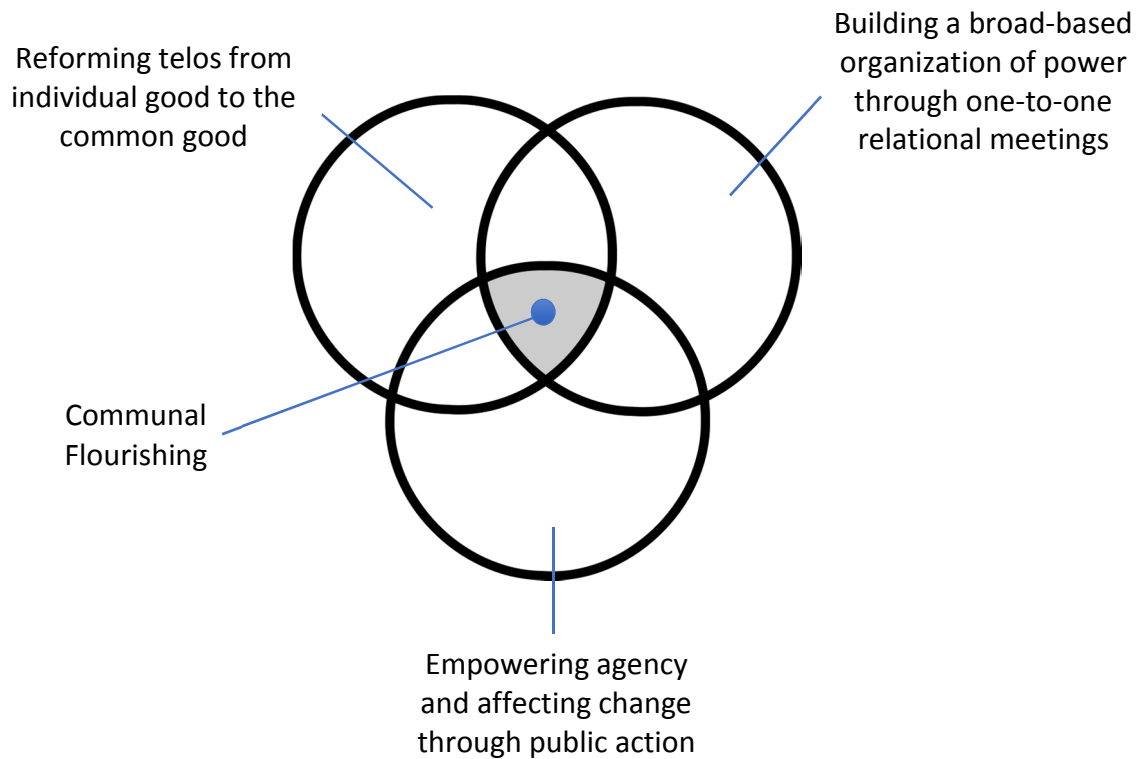 Reforming telos from
individual good to the
common good
Building a broad-based
organization of power
through one-to-one
relational meetings
Communal
Flourishing
Empowering agency
and affecting change
through public action